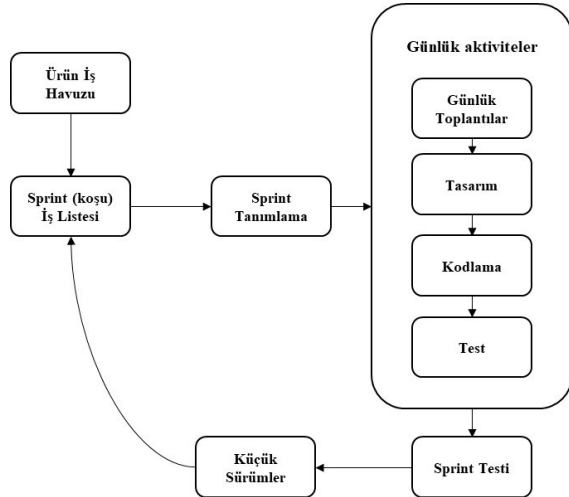 Ürün İş
Havuzu
Sprint (koşu)
İş Listesi
Sprint
Tanımlama
Günlük aktiviteler
Günlük
Toplantılar
Tasarım
Kodlama
Test
Sprint Testi
Küçük
Sürümler